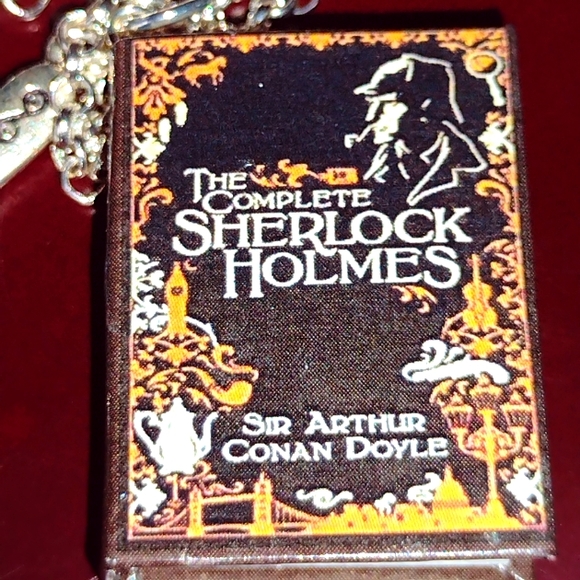 The
Complete
Sherlock
Holmes
Sir Arthur
Conan Doyle